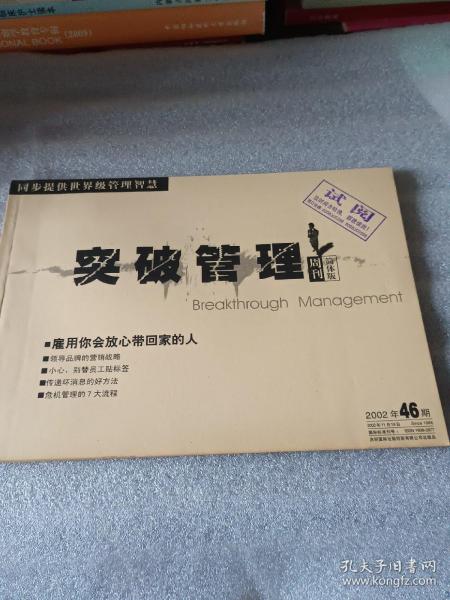 NAL BOOK (2009)
同步提供世界级管理智慧
试 阅
突破管理
周刊
简体版
Breakthrough Management
■雇用你会放心带回家的人
■领导品牌的营销战略
■小心,别替员工贴标签
■传递坏消息的好方法
■危机管理的7大流程
2002年46期
孔夫子旧书网
www.kongfz.com